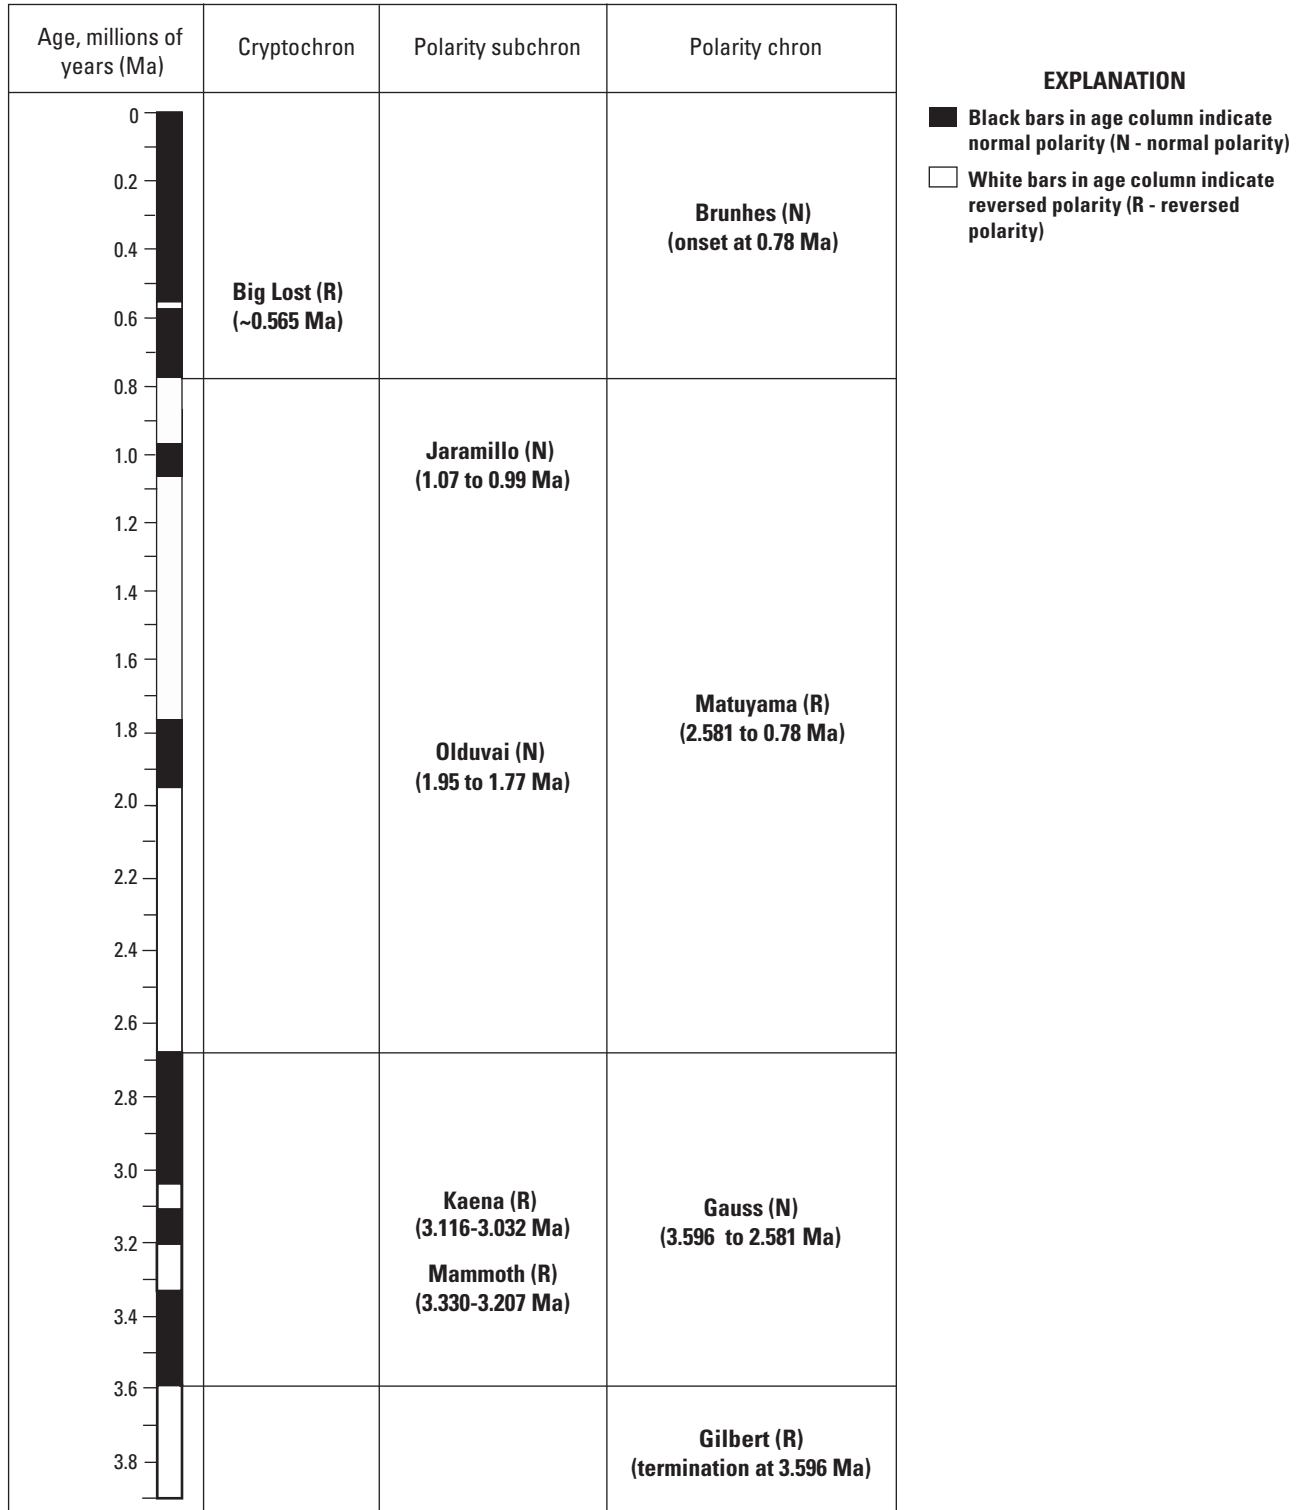 Age, millions of
years (Ma)
Cryptochron
Polarity subchron
Polarity chron
0
0.2
0.4
0.6
0.8
1.0
1.2
1.4
1.6
1.8
2.0
2.2
2.4
2.6
2.8
3.0
3.2
3.4
3.6
3.8
Big Lost (R)
(~0.565 Ma)
Jaramillo (N)
(1.07 to 0.99 Ma)
Olduvai (N)
(1.95 to 1.77 Ma)
Kaena (R)
(3.116-3.032 Ma)
Mammoth (R)
(3.330-3.207 Ma)
Brunhes (N)
(onset at 0.78 Ma)
Matuyama (R)
(2.581 to 0.78 Ma)
Gauss (N)
(3.596 to 2.581 Ma)
Gilbert (R)
(termination at 3.596 Ma)
EXPLANATION
Black bars in age column indicate
normal polarity (N - normal polarity)
White bars in age column indicate
reversed polarity (R - reversed
polarity)